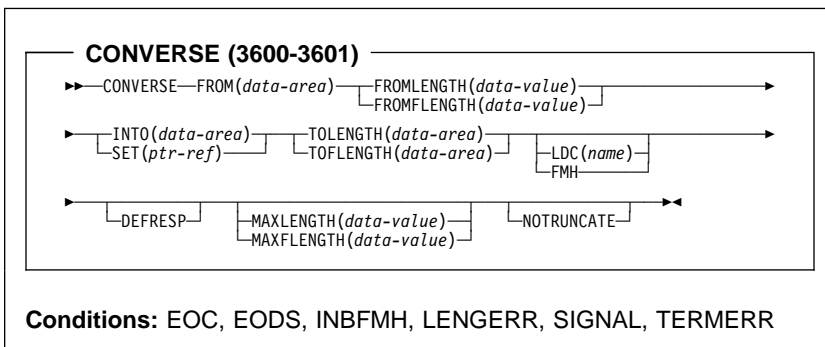 CONVERSE (3600-3601)
CONVERSE FROM(data-area) FROMLENGTH(data-value)
FROMFLENGTH(data-value)
INTO(data-area) TOLENGTH(data-area)
SET(ptr-ref) TOFLENGTH(data-area) LDC(name)
FMH
DEFRESP MAXLENGTH(data-value) NOTRUNCATE
MAXFLENGTH(data-value)
Conditions: EOC, EODS, INBFMH, LENGERR, SIGNAL, TERMERR